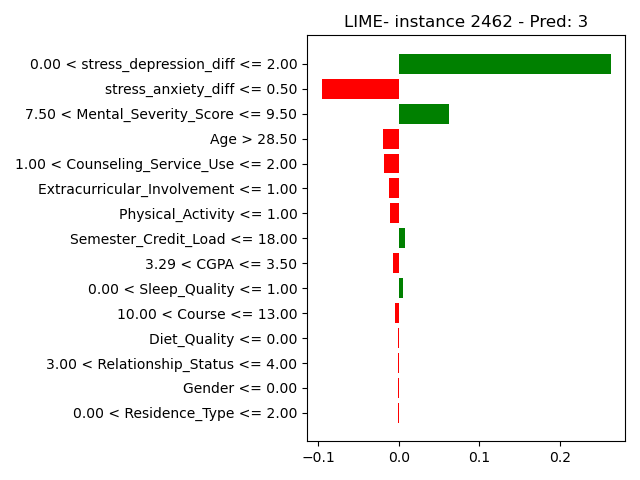 LIME- instance 2462 - Pred: 3
0.00 < stress_depression_diff <= 2.00
stress_anxiety_diff <= 0.50
7.50 < Mental_Severity_Score <= 9.50
Age > 28.50
1.00 < Counseling_Service_Use <= 2.00
Extracurricular_Involvement <= 1.00
Physical_Activity <= 1.00
Semester_Credit_Load <= 18.00
3.29 < CGPA <= 3.50
0.00 < Sleep_Quality <= 1.00
10.00 < Course <= 13.00
Diet_Quality <= 0.00
3.00 < Relationship_Status <= 4.00
Gender <= 0.00
0.00 < Residence_Type <= 2.00
−0.1 0.0 0.1 0.2